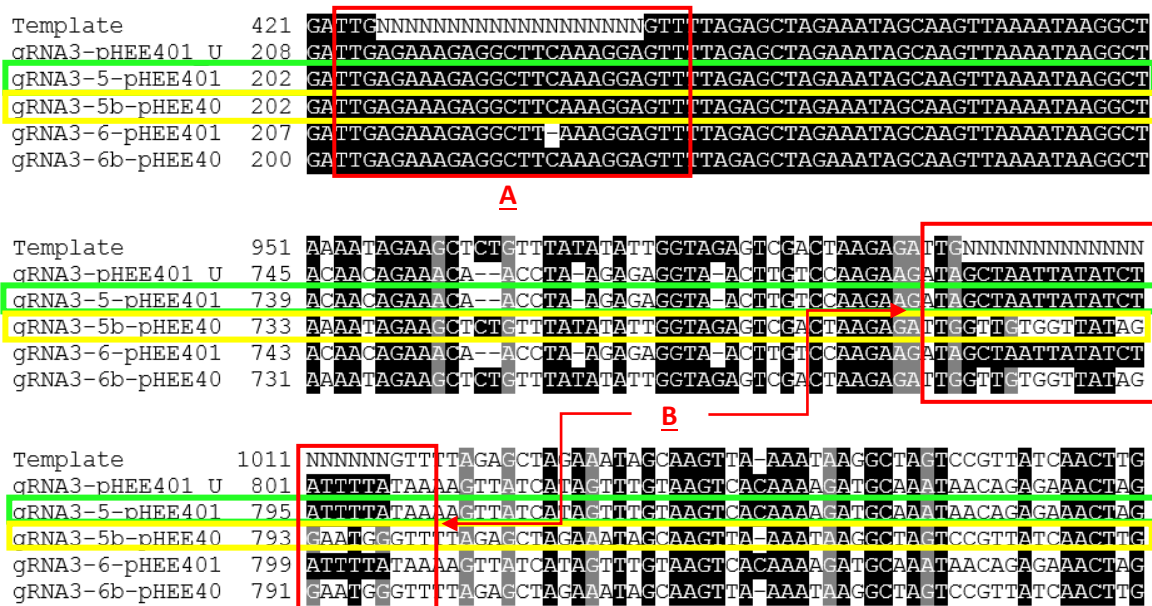 Template 421 GATTGNNNNNNNNNNNNNNNNNNNGTTTTAGAGCTAGAAATAGCAAGTTAAAATAAGGCT
gRNA3-pHEE401 U 208 GATTGAGAAAGAGGCTTCAAAGGAGTTTTAGAGCTAGAAATAGCAAGTTAAAATAAGGCT
gRNA3-5-pHEE401 202 GATTGAGAAAGAGGCTTCAAAGGAGTTTTAGAGCTAGAAATAGCAAGTTAAAATAAGGCT
gRNA3-5b-pHEE40 202 GATTGAGAAAGAGGCTTCAAAGGAGTTTTAGAGCTAGAAATAGCAAGTTAAAATAAGGCT
gRNA3-6-pHEE401 207 GATTGAGAAAGAGGCTT-AAAGGAGTTTTAGAGCTAGAAATAGCAAGTTAAAATAAGGCT
gRNA3-6b-pHEE40 200 GATTGAGAAAGAGGCTTCAAAGGAGTTTTAGAGCTAGAAATAGCAAGTTAAAATAAGGCT
A
Template 951 AAAATAGAAGCTCTGTTTATATATTGGTAGAGTCGACTAAGAGATTGNNNNNNNNNNNNN
gRNA3-pHEE401 U 745 ACAACAGAAACA--ACCTA-AGAGAGGTA-ACTTGTCCAAGAAGATAGCTAATTATATCT
gRNA3-5-pHEE401 739 ACAACAGAAACA--ACCTA-AGAGAGGTA-ACTTGTCCAAGAAGATAGCTAATTATATCT
gRNA3-5b-pHEE40 733 AAAATAGAAGCTCTGTTTATATATTGGTAGAGTCGACTAAGAGATTGGTTGTGGTTATAG
gRNA3-6-pHEE401 743 ACAACAGAAACA--ACCTA-AGAGAGGTA-ACTTGTCCAAGAAGATAGCTAATTATATCT
gRNA3-6b-pHEE40 731 AAAATAGAAGCTCTGTTTATATATTGGTAGAGTCGACTAAGAGATTGGTTGTGGTTATAG
B
Template 1011 NNNNNNGTTTTAGAGCTAGAAATAGCAAGTTA-AAATAAGGCTAGTCCGTTATCAACTTG
gRNA3-pHEE401 U 801 ATTTTATAAAAGTTATCATAGTTTGTAAGTCACAAAAGATGCAAATAACAGAGAAACTAG
gRNA3-5-pHEE401 795 ATTTTATAAAAGTTATCATAGTTTGTAAGTCACAAAAGATGCAAATAACAGAGAAACTAG
gRNA3-5b-pHEE40 793 GAATGGGTTTTAGAGCTAGAAATAGCAAGTTA-AAATAAGGCTAGTCCGTTATCAACTTG
gRNA3-6-pHEE401 799 ATTTTATAAAAGTTATCATAGTTTGTAAGTCACAAAAGATGCAAATAACAGAGAAACTAG
gRNA3-6b-pHEE40 791 GAATGGGTTTTAGAGCTAGAAATAGCAAGTTA-AAATAAGGCTAGTCCGTTATCAACTTG